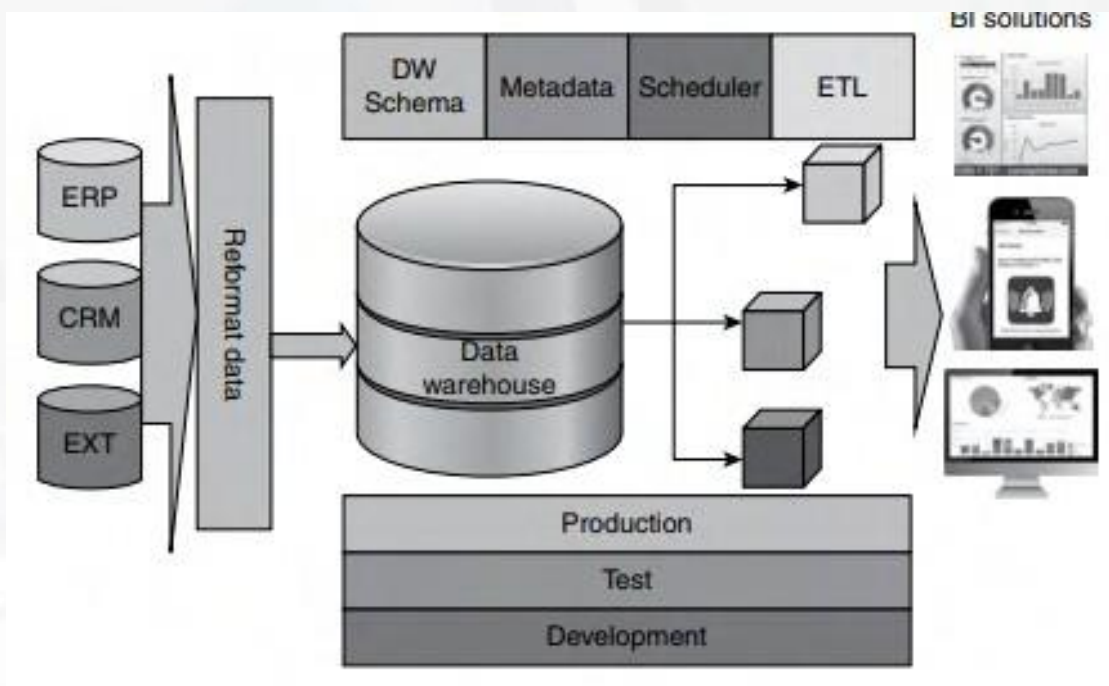 BI solutions
DW
Schema
Metadata
Scheduler
ETL
ERP
CRM
EXT
Reformat data
Data
warehouse
Production
Test
Development